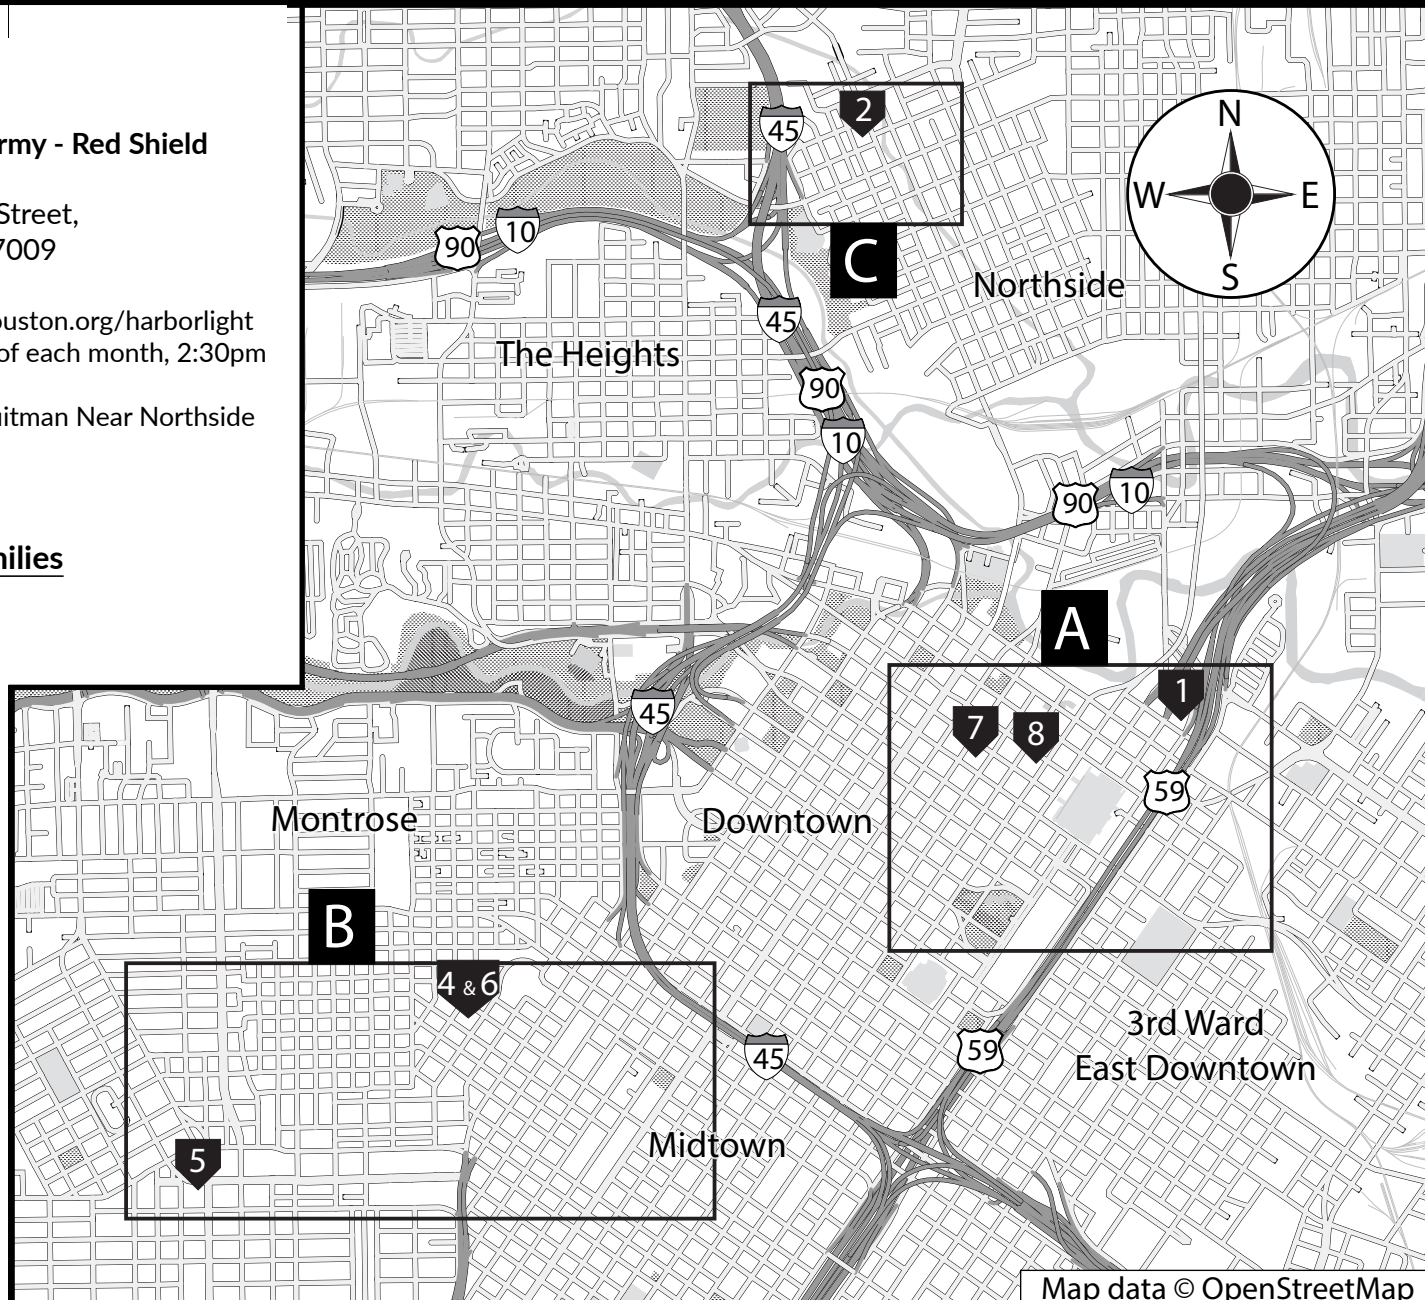 rmy - Red Shield
Street,
7009
ouston.org/harborlight
of each month, 2:30pm
uitman Near Northside
nilies
45
2
N
W
E
S
90
10
C
Northside
45
The Heights
90
10
90
10
A
1
45
7
8
59
Montrose
Downtown
B
4 & 6
3rd Ward
East Downtown
45
59
Midtown
5
Map data © OpenStreetMap